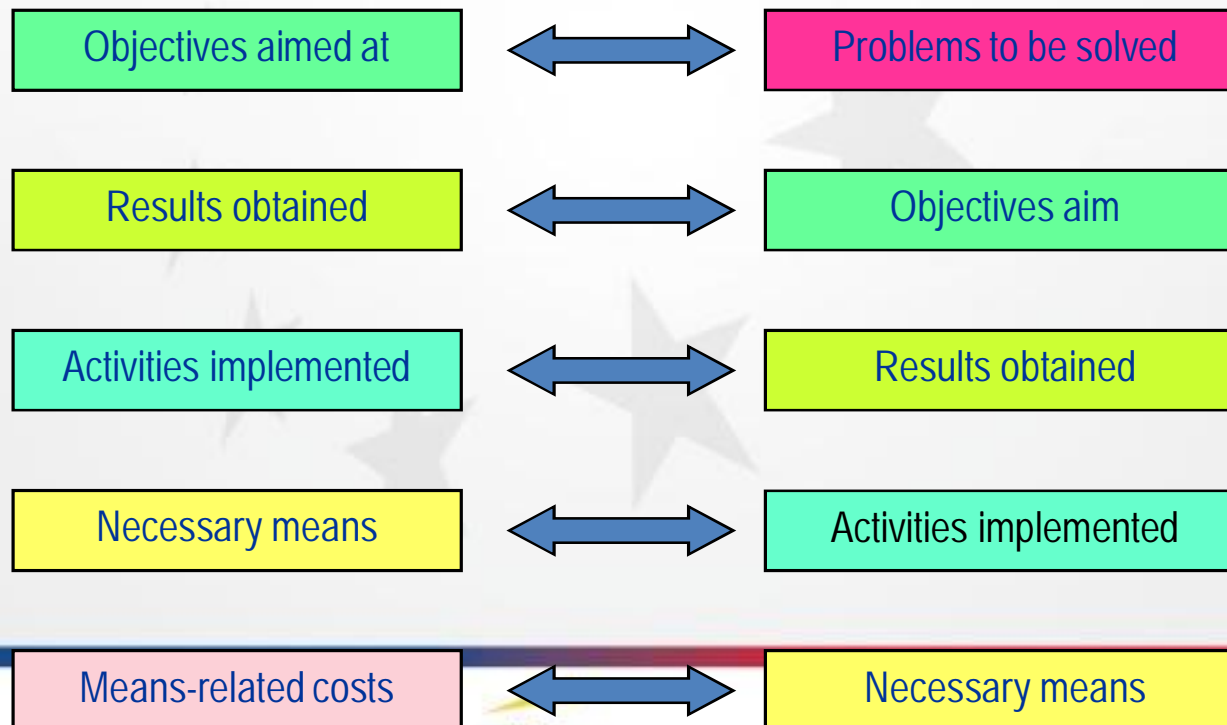 Objectives aimed at
Problems to be solved
Results obtained
Objectives aim
Activities implemented
Results obtained
Necessary means
Activities implemented
Means-related costs
Necessary means